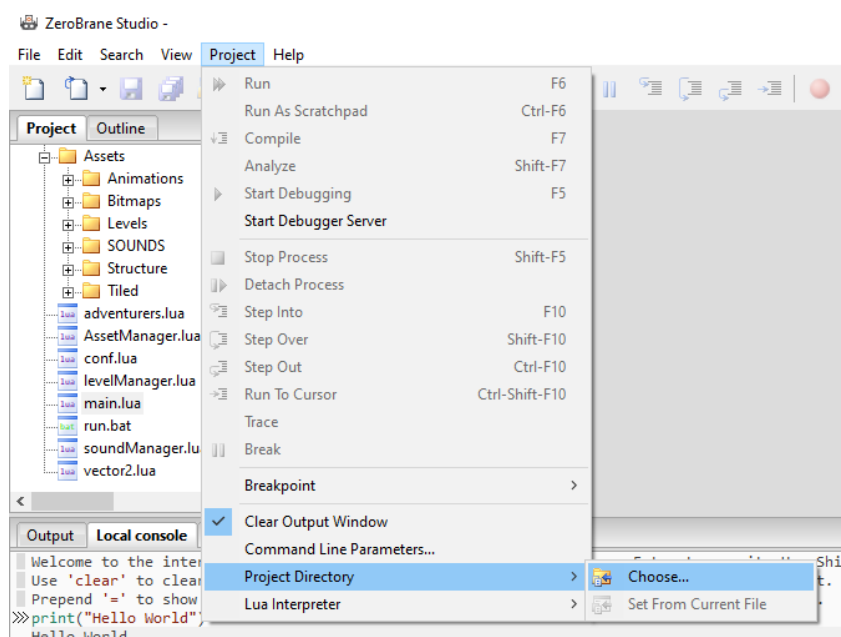 ZeroBrane Studio -
File Edit Search View Project Help
Project Outline
Assets
Animations
Bitmaps
Levels
SOUNDS
Structure
Tiled
adventurers.lua
AssetManager.lua
conf.lua
levelManager.lua
main.lua
run.bat
soundManager.lu
vector2.lua
Run F6
Run As Scratchpad Ctrl-F6
Compile F7
Analyze Shift-F7
Start Debugging F5
Start Debugger Server
Stop Process Shift-F5
Detach Process
Step Into F10
Step Over Shift-F10
Step Out Ctrl-F10
Run To Cursor Ctrl-Shift-F10
Trace
Break
Breakpoint
Clear Output Window
Command Line Parameters...
Project Directory
Lua Interpreter
Choose...
Set From Current File
Output Local console
Welcome to the inter
Use 'clear' to clear
Prepend '=' to show
print("Hello World")
Hello World